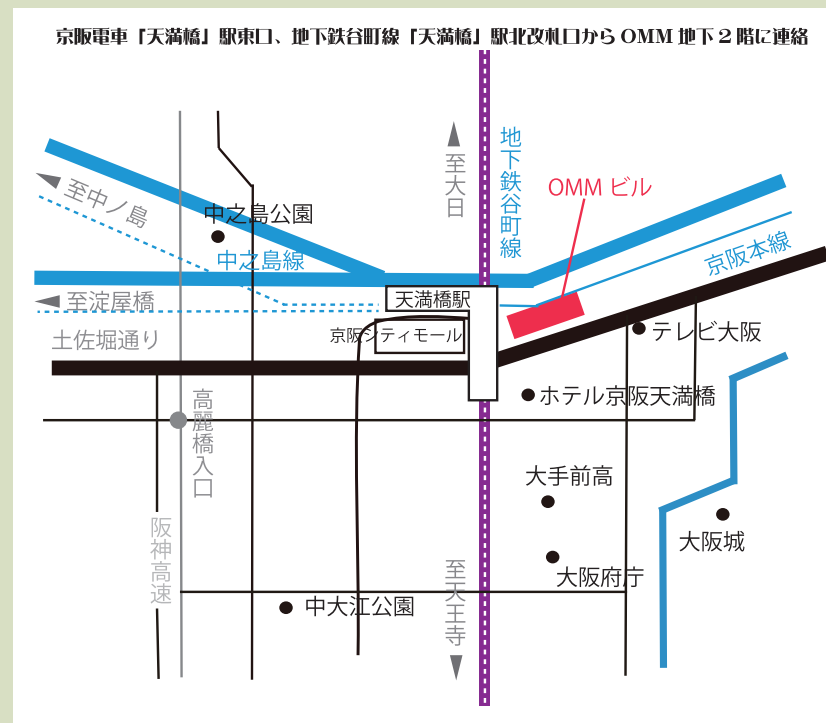 京阪電車『天満橋』駅東口、地下鉄谷町線『天満橋』駅北改札口からOMM地下2階に連絡
至大日
地下鉄谷町線
OMMビル
至中ノ島
中之島公園
中之島線
京阪本線
至淀屋橋
天満橋駅
土佐堀通り
京阪シティモール
テレビ大阪
高麗橋入口
ホテル京阪天満橋
大手前高
阪神高速
大阪城
至天王寺
大阪府庁
中大江公園